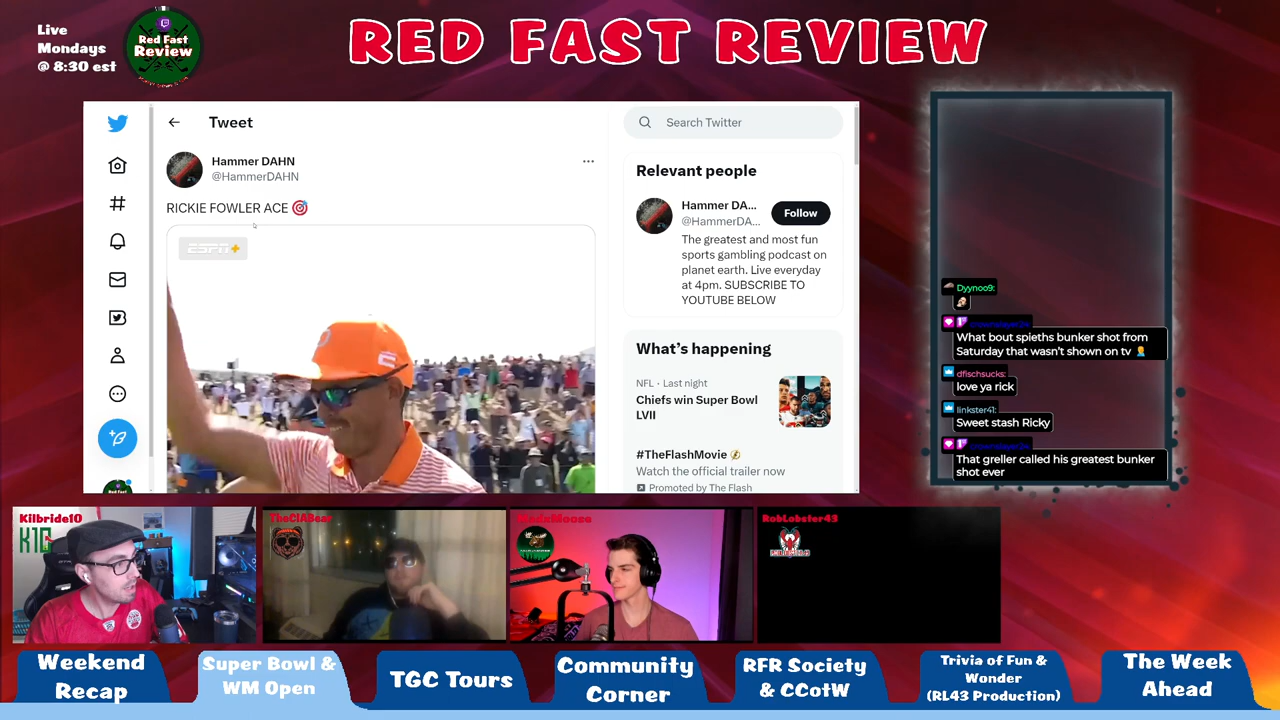 Live
Mondays
@ 8:30 est
Red Fast
Review
RED FAST REVIEW
Tweet
Hammer DAHN
@HammerDAHN
RICKIE FOWLER ACE
ESPN+
Search Twitter
Relevant people
Hammer DA...
@HammerDA...
Follow
The greatest and most fun
sports gambling podcast on
planet earth. Live everyday
at 4pm. SUBSCRIBE TO
YOUTUBE BELOW
What's happening
NFL · Last night
Chiefs win Super Bowl
LVII
#TheFlashMovie
Watch the official trailer now
Promoted by The Flash
Red Fast
Dyynoo9:
What bout spieths bunker shot from
Saturday that wasn't shown on tv
dfischsucks:
love ya rick
linkster41:
Sweet stash Ricky
That greller called his greatest bunker
shot ever
Kilbride10
K10
TheCIABear
RobLobster43
Weekend
Recap
Super Bowl &
WM Open
TGC Tours
Community
Corner
RFR Society
& CCotW
Trivia of Fun &
Wonder
(RL43 Production)
The Week
Ahead